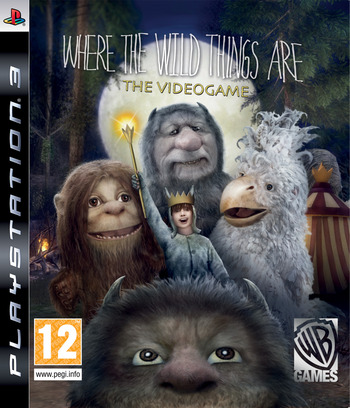 PLAYSTATION 3
WHERE THE WILD THINGS ARE
THE VIDEOGAME
12
www.pegi.info
WB
GAMES